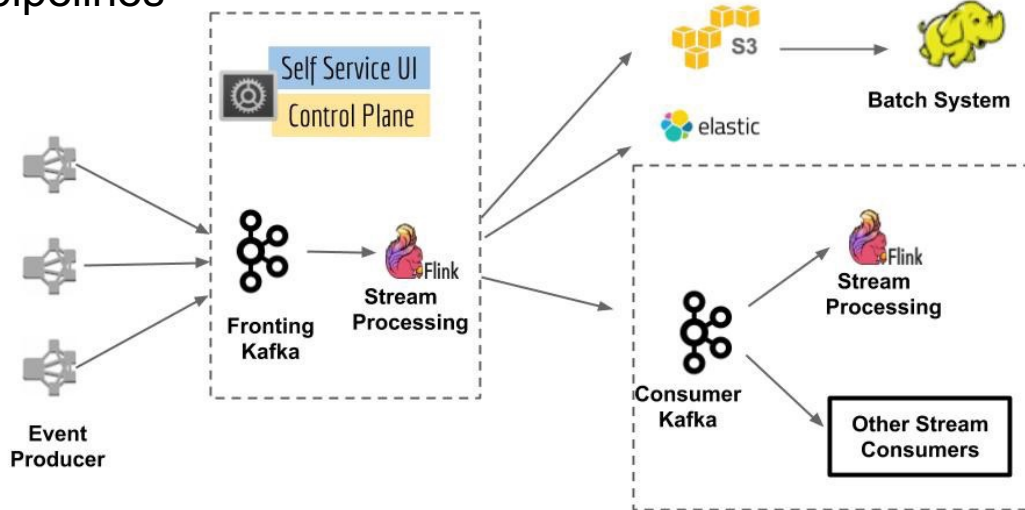 pipelines
Self Service UI
Control Plane
S3
Batch System
elastic
Flink
Stream
Processing
Fronting
Kafka
Event
Producer
Flink
Stream
Processing
Consumer
Kafka
Other Stream
Consumers